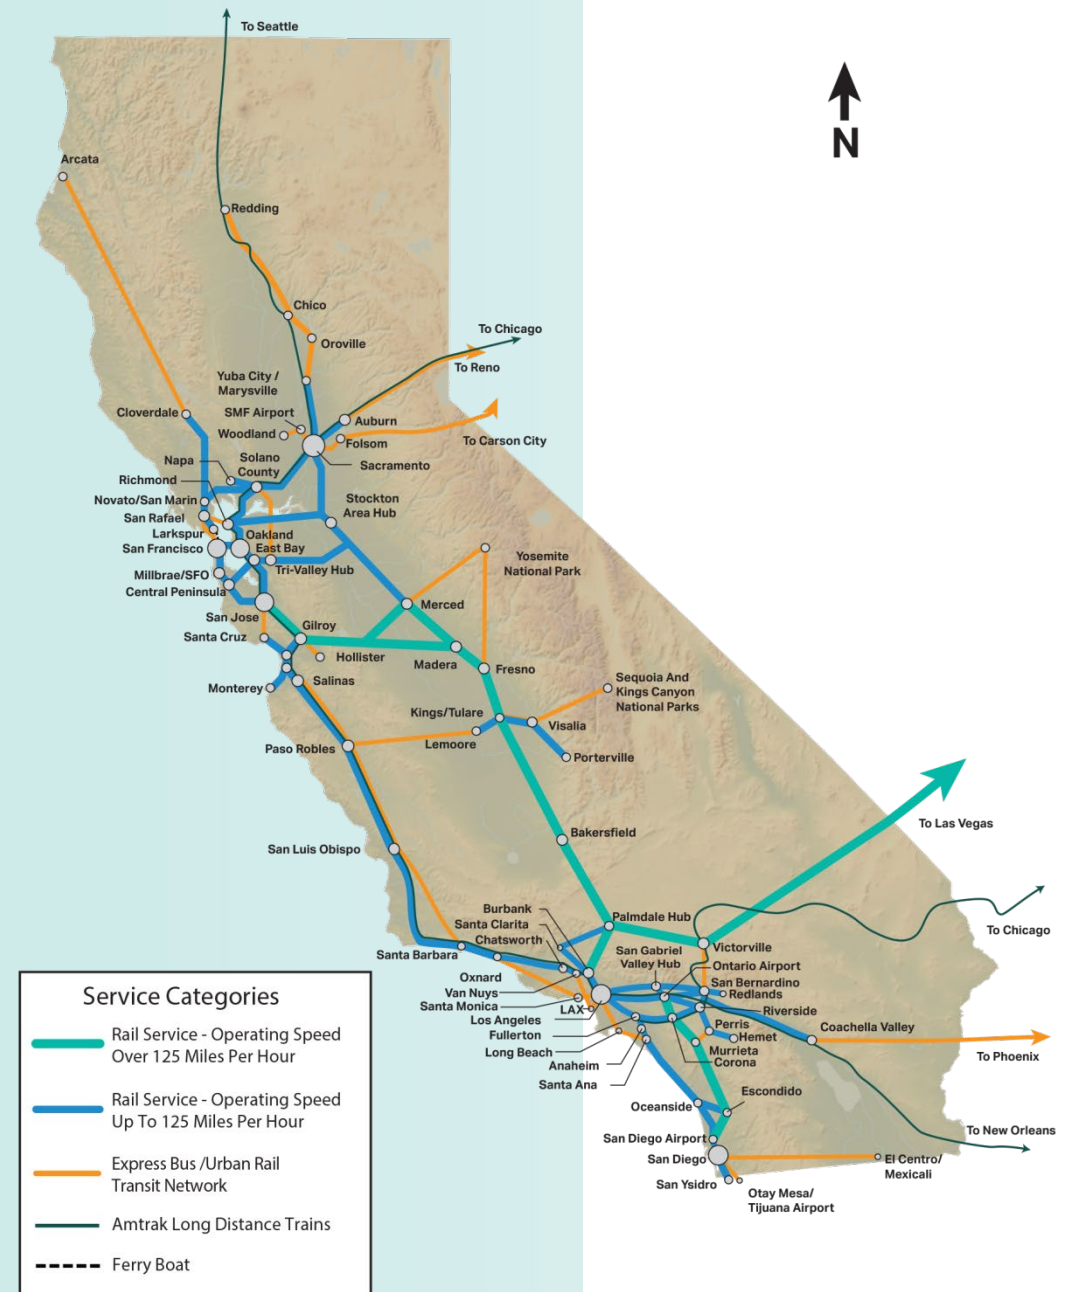 To Seattle
N
Arcata
Redding
Chico
To Chicago
Oroville
To Reno
Yuba City /
Marysville
Cloverdale
SMF Airport
Auburn
Woodland
Folsom
To Carson City
Napa
Solano
County
Sacramento
Richmond
Novato/San Marin
Stockton
Area Hub
San Rafael
Larkspur
Oakland
San Francisco
East Bay
Yosemite
National Park
Tri-Valley Hub
Millbrae/SFO
Central Peninsula
Merced
San Jose
Gilroy
Santa Cruz
Hollister
Madera
Fresno
Salinas
Monterey
Sequoia And
Kings Canyon
National Parks
Kings/Tulare
Visalia
Lemoore
Paso Robles
Porterville
To Las Vegas
Bakersfield
San Luis Obispo
Burbank
Palmdale Hub
Santa Clarita
To Chicago
Chatsworth
Victorville
Santa Barbara
San Gabriel
Valley Hub
Ontario Airport
Oxnard
San Bernardino
Van Nuys
Redlands
Santa Monica
LAX
Riverside
Los Angeles
Perris
Coachella Valley
Fullerton
Hemet
Long Beach
Murrieta
To Phoenix
Anaheim
Corona
Santa Ana
Escondido
Oceanside
To New Orleans
San Diego Airport
San Diego
El Centro/
Mexicali
San Ysidro
Otay Mesa/
Tijuana Airport
Service Categories
Rail Service - Operating Speed
Over 125 Miles Per Hour
Rail Service - Operating Speed
Up To 125 Miles Per Hour
Express Bus /Urban Rail
Transit Network
Amtrak Long Distance Trains
Ferry Boat